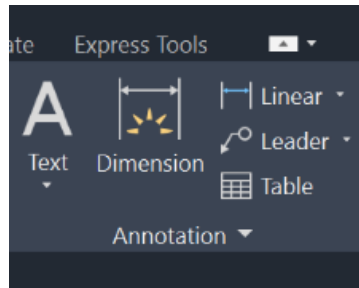 ate Express Tools
A
Linear
Leader
Text Dimension
Table
Annotation